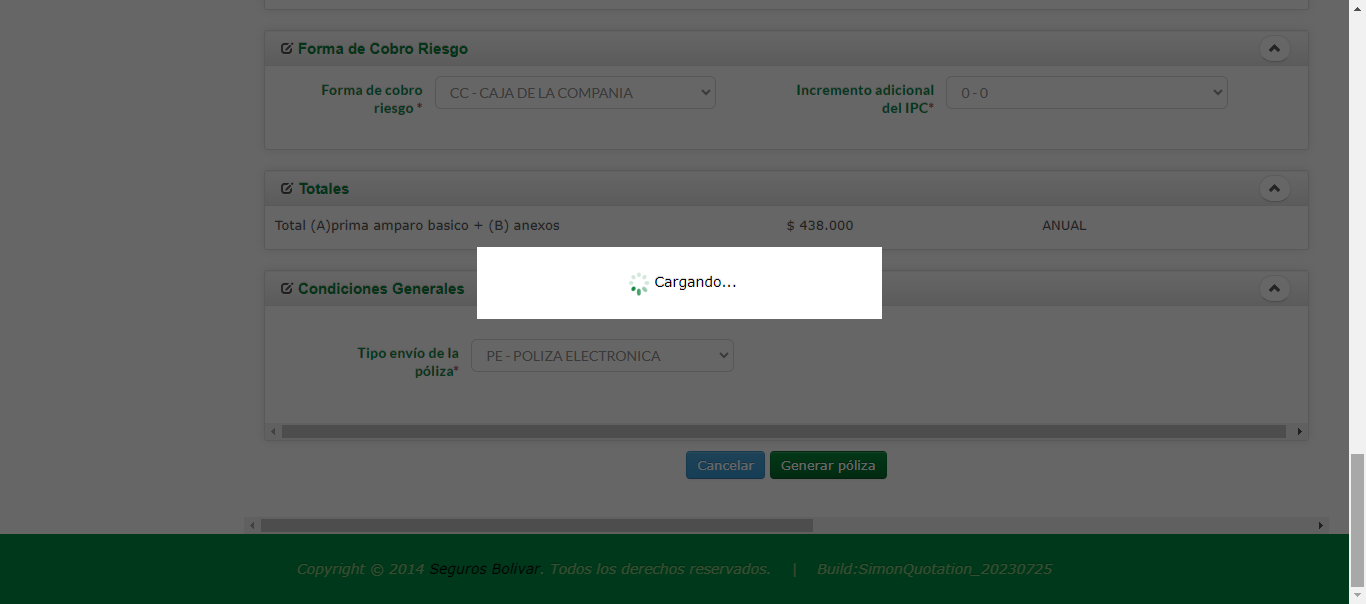 Forma de Cobro Riesgo
Forma de cobro
riesgo *
CC - CAJA DE LA COMPANIA
Incremento adicional
del IPC*
0 - 0
Totales
Total (A)prima amparo basico + (B) anexos $ 438.000 ANUAL
Cargando...
Condiciones Generales
Tipo envío de la
póliza*
PE - POLIZA ELECTRONICA
Cancelar
Generar póliza
Copyright © 2014 Seguros Bolivar. Todos los derechos reservados. | Build:SimonQuotation_20230725